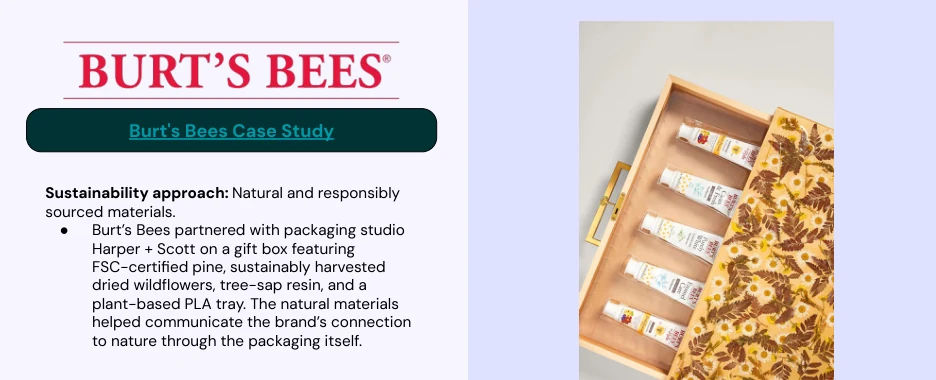 BURT'S BEES®
Burt's Bees Case Study
Sustainability approach: Natural and responsibly
sourced materials.
● Burt’s Bees partnered with packaging studio
Harper + Scott on a gift box featuring
FSC-certified pine, sustainably harvested
dried wildflowers, tree-sap resin, and a
plant-based PLA tray. The natural materials
helped communicate the brand’s connection
to nature through the packaging itself.